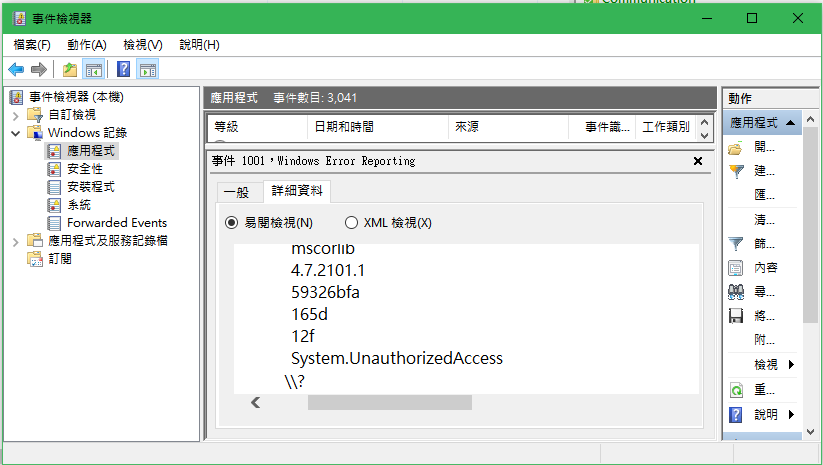 Communication
事件檢視器
檔案(F) 動作(A) 檢視(V) 說明(H)
事件檢視器 (本機)
自訂檢視
Windows 記錄
應用程式
安全性
安裝程式
系統
Forwarded Events
應用程式及服務記錄檔
訂閱
應用程式 事件數目: 3,041
等級 日期和時間 來源 事件識... 工作類別
事件 1001，Windows Error Reporting
一般 詳細資料
易閱檢視(N) XML 檢視(X)
mscorlib
4.7.2101.1
59326bfa
165d
12f
System.UnauthorizedAccess
\\?
動作
應用程式
開...
建...
匯...
清...
篩...
內容
尋...
將...
附...
檢視
重...
說明